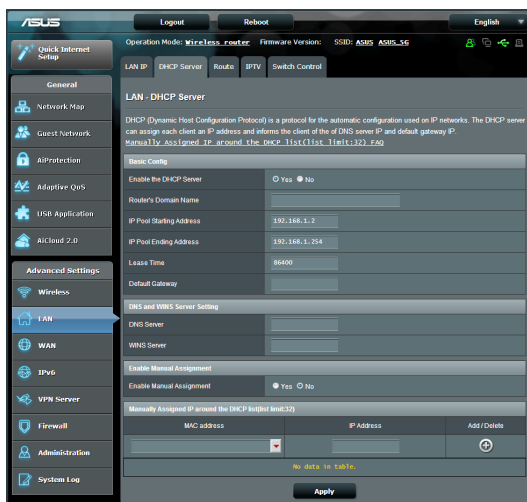 ASUS
Logout
Reboot
English
Quick Internet Setup
Operation Mode: Wireless router Firmware Version: SSID: ASUS ASUS_5G
LAN IP DHCP Server Route IPTV Switch Control
General
Network Map
Guest Network
AiProtection
Adaptive QoS
USB Application
AiCloud 2.0
Advanced Settings
Wireless
LAN
WAN
IPv6
VPN Server
Firewall
Administration
System Log
LAN - DHCP Server
DHCP (Dynamic Host Configuration Protocol) is a protocol for the automatic configuration used on IP networks. The DHCP server
can assign each client an IP address and informs the client of the of DNS server IP and default gateway IP.
Manually Assigned IP around the DHCP list(list limit:32) FAQ
Basic Config
Enable the DHCP Server Yes No
Router's Domain Name
IP Pool Starting Address 192.168.1.2
IP Pool Ending Address 192.168.1.254
Lease Time 86400
Default Gateway
DNS and WINS Server Setting
DNS Server
WINS Server
Enable Manual Assignment
Enable Manual Assignment Yes No
Manually Assigned IP around the DHCP list(list limit:32)
MAC address IP Address Add / Delete
No data in table.
Apply